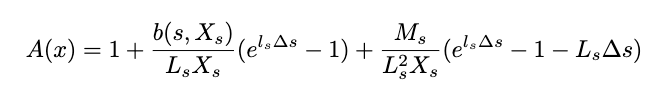 A(x) = 1 + \frac{b(s, X_s)}{L_s X_s}(e^{l_s \Delta s} - 1) + \frac{M_s}{L_s^2 X_s}(e^{l_s \Delta s} - 1 - L_s \Delta s)